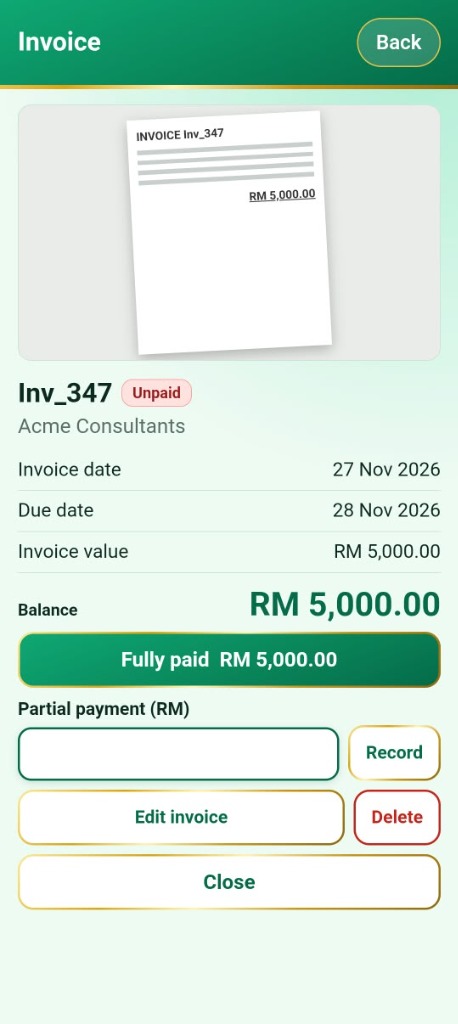 Invoice
Back
INVOICE Inv_347
RM 5,000.00
Inv_347
Unpaid
Acme Consultants
Invoice date
27 Nov 2026
Due date
28 Nov 2026
Invoice value
RM 5,000.00
Balance
RM 5,000.00
Fully paid RM 5,000.00
Partial payment (RM)
Record
Edit invoice
Delete
Close